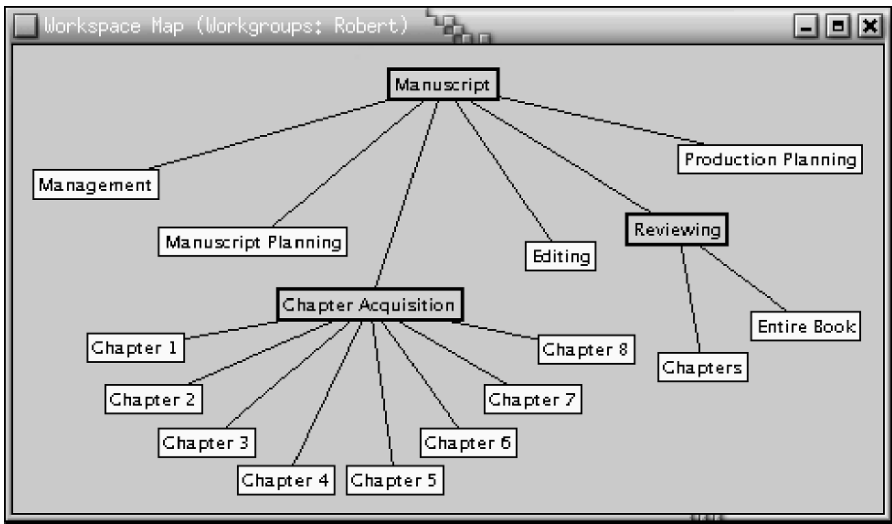 Workspace Map (Workgroups: Robert)
Manuscript
Production Planning
Management
Manuscript Planning
Reviewing
Editing
Chapter Acquisition
Entire Book
Chapter 1
Chapter 8
Chapters
Chapter 2
Chapter 7
Chapter 3
Chapter 6
Chapter 4
Chapter 5